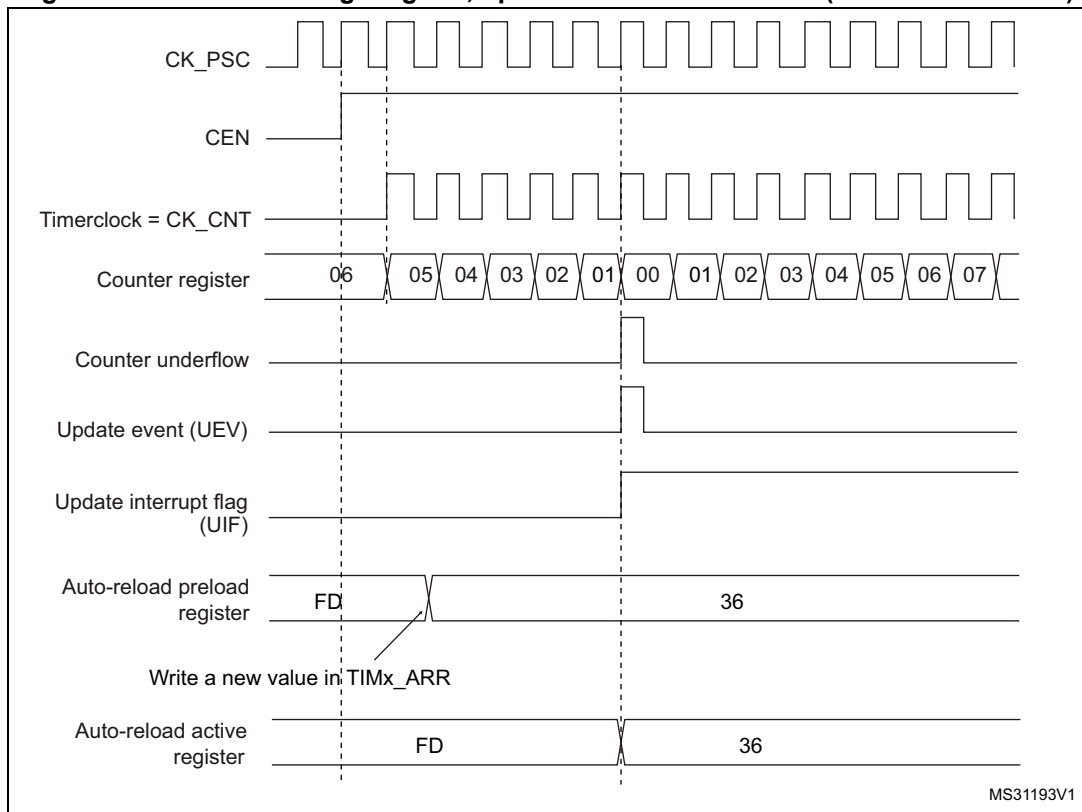 CK_PSC
CEN
Timerclock = CK_CNT
Counter register 06 05 04 03 02 01 00 01 02 03 04 05 06 07
Counter underflow
Update event (UEV)
Update interrupt flag
(UIF)
Auto-reload preload
register
FD 36
Write a new value in TIMx_ARR
Auto-reload active
register
FD 36
MS31193V1